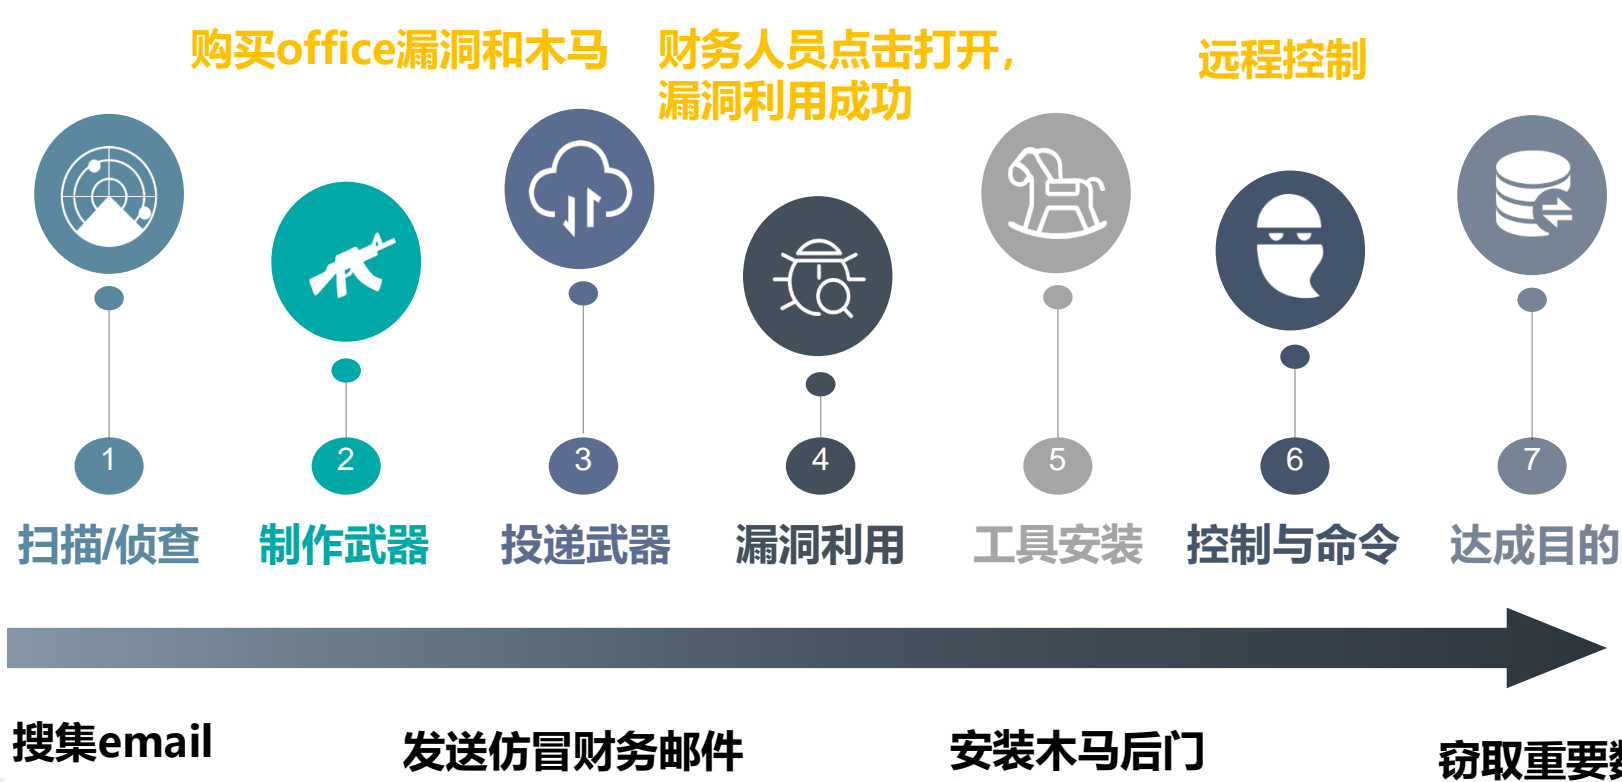 购买office漏洞和木马
财务人员点击打开，
漏洞利用成功
远程控制
1
2
3
4
5
6
7
扫描/侦查
制作武器
投递武器
漏洞利用
工具安装
控制与命令
达成目的
搜集email
发送仿冒财务邮件
安装木马后门
窃取重要